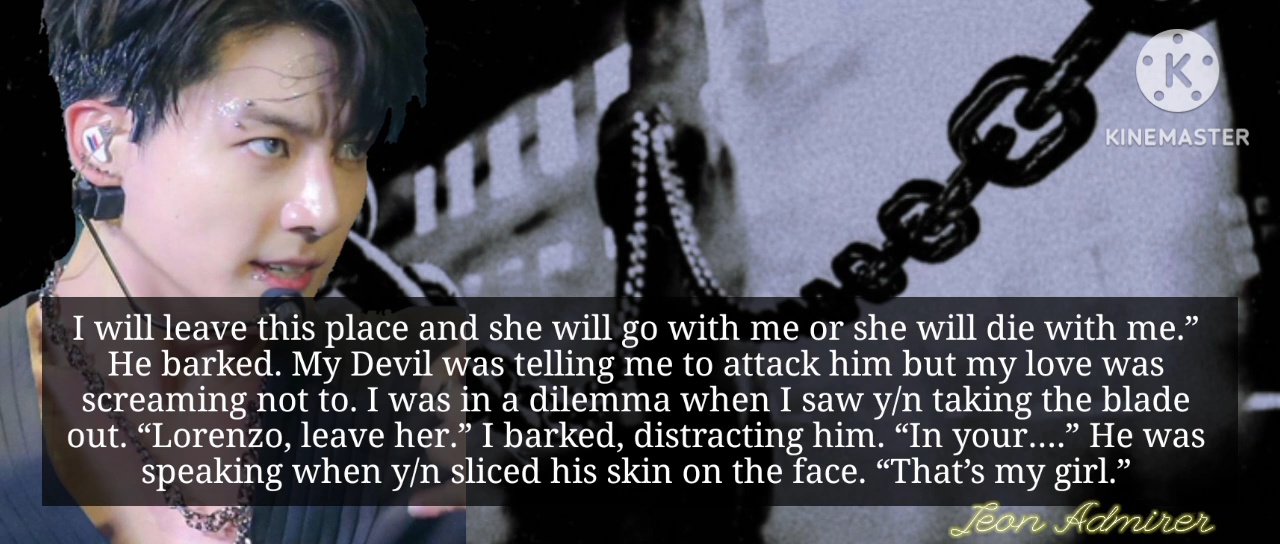 KINEMASTER
I will leave this place and she will go with me or she will die with me.”
He barked. My Devil was telling me to attack him but my love was
screaming not to. I was in a dilemma when I saw y/n taking the blade
out. “Lorenzo, leave her.” I barked, distracting him. “In your....” He was
speaking when y/n sliced his skin on the face. “That’s my girl.”
Jeon Admirer